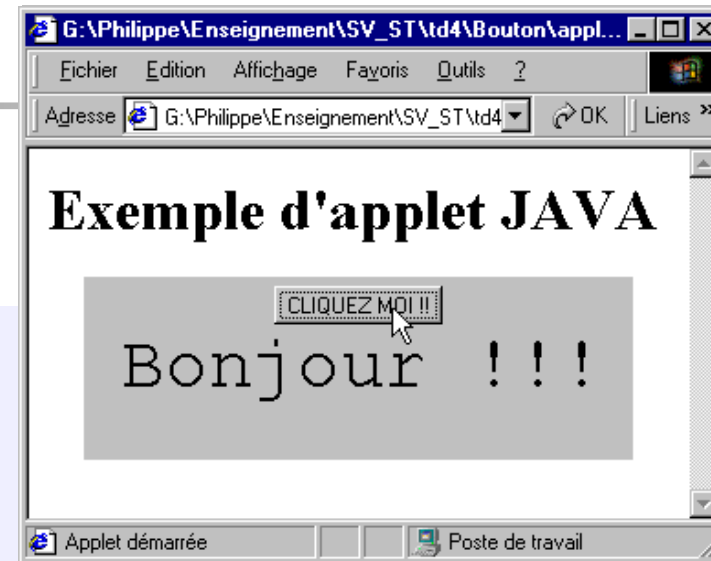 G:\Philippe\Enseignement\SV_ST\td4\Bouton\appl...
Fichier Edition Affichage Favoris Outils ?
Adresse G:\Philippe\Enseignement\SV_ST\td4 OK Liens »
Exemple d'applet JAVA
CLIQUEZ MOI !!
Bonjour !!!
Applet démarrée Poste de travail